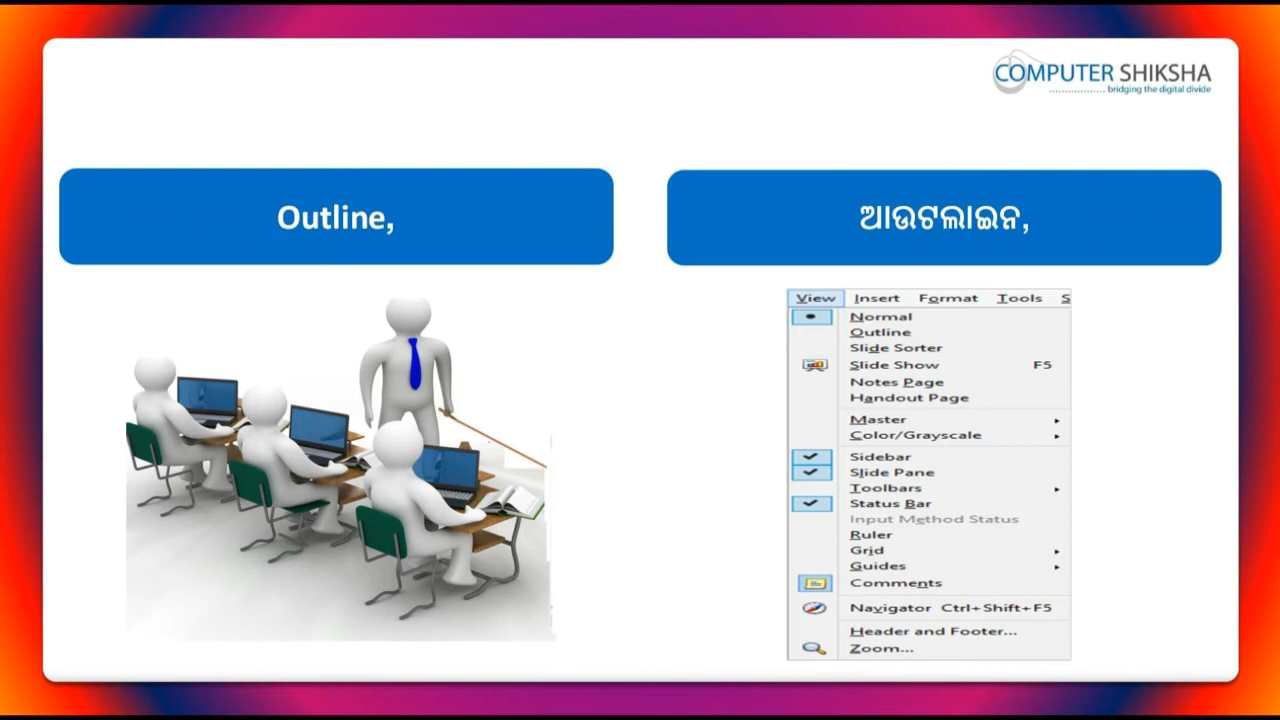 COMPUTER SHIKSHA
bridging the digital divide
Outline,
ଆଉଟଲାଇନ,
View Insert Format Tools S
Normal
Outline
Slide Sorter
Slide Show F5
Notes Page
Handout Page
Master
Color/Grayscale
Sidebar
Slide Pane
Toolbars
Status Bar
Input Method Status
Ruler
Grid
Guides
Comments
Navigator Ctrl+Shift+F5
Header and Footer...
Zoom...